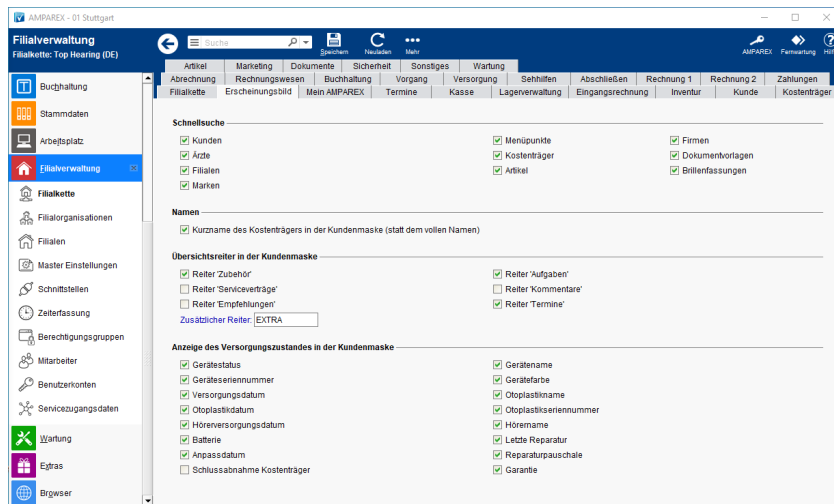 AMPAREX - 01 Stuttgart
Filialverwaltung
Filialkette: Top Hearing (DE)
Suche
Speichern
Neuladen
Mehr
AMPAREX
Fernwartung
Hilf
Artikel Marketing Dokumente Sicherheit Sonstiges Wartung
Abrechnung Rechnungswesen Buchhaltung Vorgang Versorgung Sehhilfen Abschließen Rechnung 1 Rechnung 2 Zahlungen
Filialkette Erscheinungsbild Mein AMPAREX Termine Kasse Lagerverwaltung Eingangsrechnung Inventur Kunde Kostenträger
Buchhaltung
Stammdaten
Arbeitsplatz
Filialverwaltung
Filialkette
Filialorganisationen
Filialen
Master Einstellungen
Schnittstellen
Zeiterfassung
Berechtigungsgruppen
Mitarbeiter
Benutzerkonten
Servicezugangsdaten
Wartung
Extras
Browser
Schnellsuche
Kunden Menüpunkte Firmen
Ärzte Kostenträger Dokumentvorlagen
Filialen Artikel Brillenfassungen
Marken
Namen
Kurzname des Kostenträgers in der Kundenmaske (statt dem vollen Namen)
Übersichtsreiter in der Kundenmaske
Reiter 'Zubehör' Reiter 'Aufgaben'
Reiter 'Serviceverträge' Reiter 'Kommentare'
Reiter 'Empfehlungen' Reiter 'Termine'
Zusätzlicher Reiter: EXTRA
Anzeige des Versorgungszustandes in der Kundenmaske
Gerätestatus Gerätename
Geräteseriennummer Gerätefarbe
Versorgungsdatum Otoplastikname
Otoplastikdatum Otoplastikseriennummer
Hörerversorgungsdatum Hörername
Batterie Letzte Reparatur
Anpassdatum Reparaturpauschale
Schlussabnahme Kostenträger Garantie